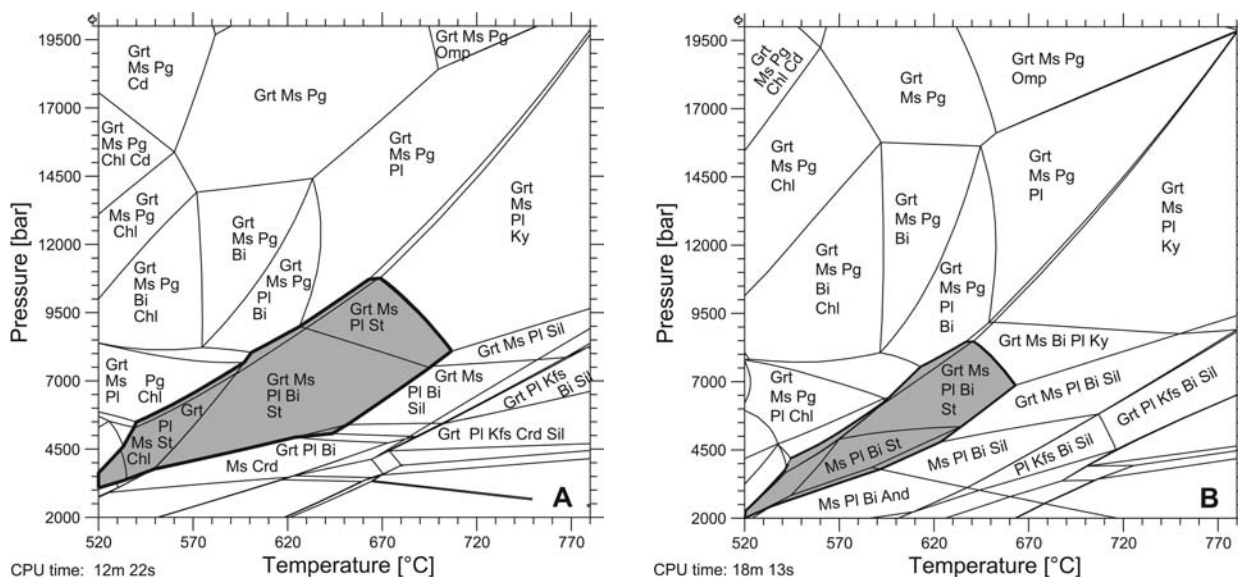 19500
17000
14500
12000
9500
7000
4500
2000
Pressure [bar]
Grt
Ms Pg
Cd
Grt Ms Pg
Omp
Grt Ms Pg
Grt
Ms Pg
Chl Cd
Grt
Ms Pg
Pl
Grt
Ms Pg
Chl
Grt
Ms
Pl
Ky
Grt
Ms Pg
Bi
Grt
Ms Pg
Bi
Chl
Grt
Ms Pg
Pl
Bi
Grt Ms
Pl St
Grt Ms Pl Sil
Grt
Ms Pg
Pl Chl
Grt Ms
Pl Bi
St
Grt Ms
Pl Bi
Sil
Grt Pl Kfs
Bi Sil
Grt
Pl
Ms St
Chl
Grt Pl Kfs Crd Sil
Grt Pl Bi
Ms Crd
A
520 570 620 670 720 770
Temperature [°C]
CPU time: 12m 22s
19500
17000
14500
12000
9500
7000
4500
2000
Pressure [bar]
Grt
Ms Pg
Chl Cd
Grt
Ms Pg
Grt Ms Pg
Omp
Grt
Ms Pg
Chl
Grt
Ms Pg
Pl
Grt
Ms
Pl
Ky
Grt
Ms Pg
Bi
Grt
Ms Pg
Bi
Chl
Grt
Ms Pg
Pl
Bi
Grt Ms Bi Pl Ky
Grt
Ms Pg
Pl Chl
Grt Ms
Pl Bi
St
Grt Ms Pl Bi Sil
Grt Pl Kfs Bi Sil
Ms Pl Bi St
Ms Pl Bi Sil
Pl Kfs Bi Sil
Ms Pl Bi And
B
520 570 620 670 720 770
Temperature [°C]
CPU time: 18m 13s